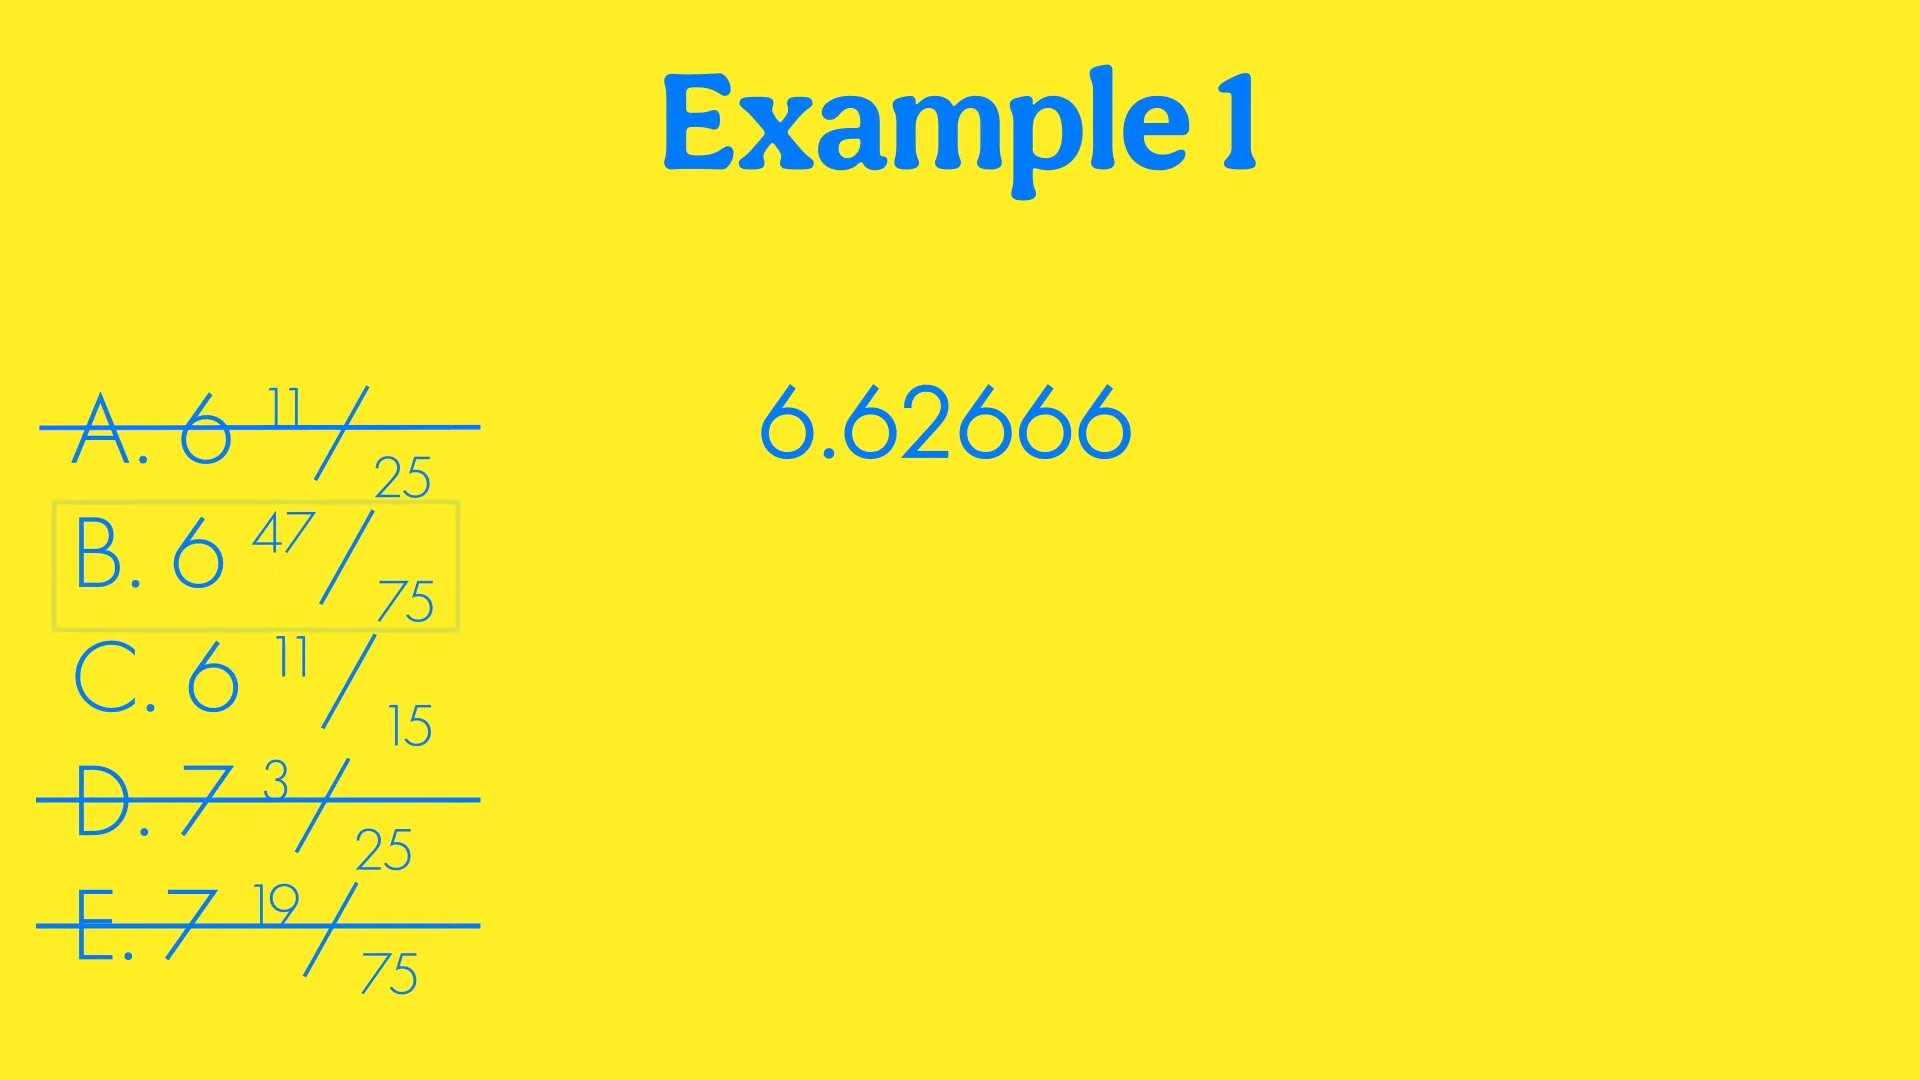 Example 1
A. 6 11/25
6.62666
B. 6 47/75
C. 6 11/15
D. 7 3/25
E. 7 19/75